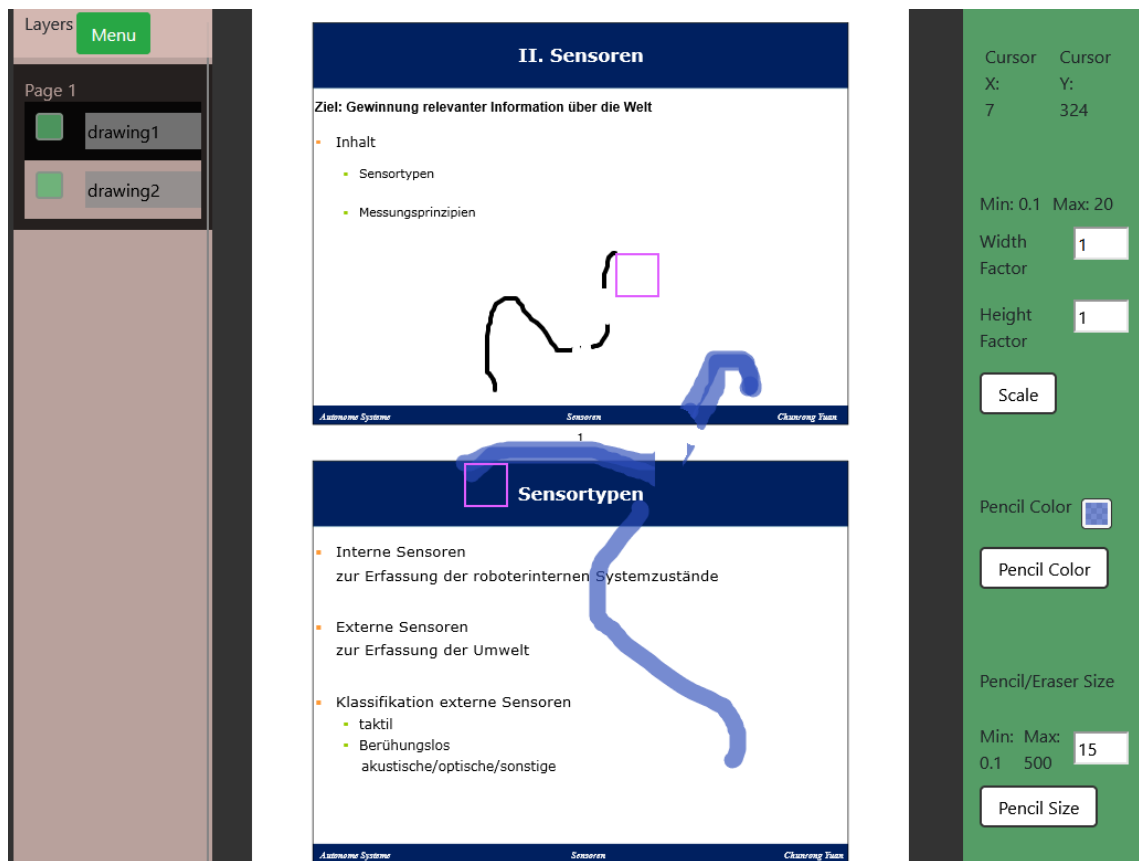 Layers Menu
Page 1
drawing1
drawing2
II. Sensoren
Ziel: Gewinnung relevanter Information über die Welt
Inhalt
Sensortypen
Messungsprinzipien
Autonome Systeme Sensoren Chunrong Yuan
1
Sensortypen
Interne Sensoren
zur Erfassung der roboterinternen Systemzustände
Externe Sensoren
zur Erfassung der Umwelt
Klassifikation externe Sensoren
taktil
Berühungslos
akustische/optische/sonstige
Autonome Systeme Sensoren Chunrong Yuan
Cursor X: 7
Cursor Y: 324
Min: 0.1 Max: 20
Width Factor 1
Height Factor 1
Scale
Pencil Color
Pencil Color
Pencil/Eraser Size
Min: 0.1 Max: 500 15
Pencil Size